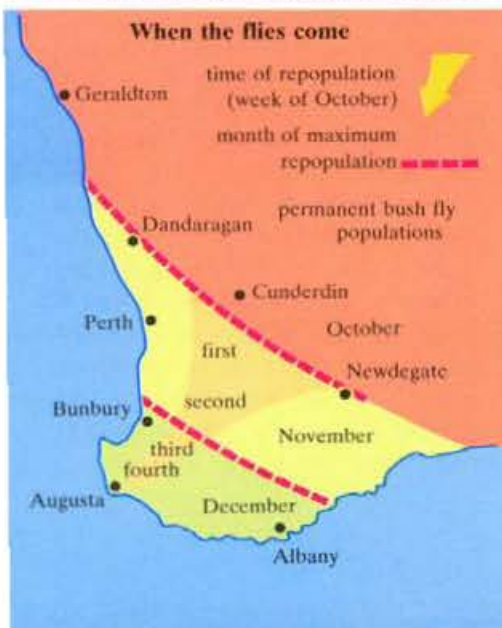 When the flies come
time of repopulation
(week of October)
Geraldton
month of maximum
repopulation
permanent bush fly
populations
Dandaragan
Cunderdin
Perth
October
first
Newdegate
second
Bunbury
November
third
fourth
Augusta
December
Albany